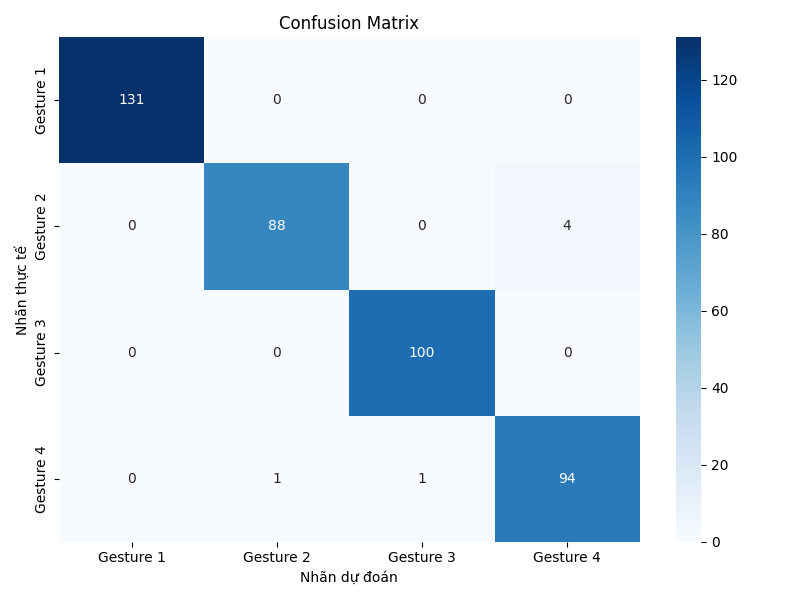 Confusion Matrix
Nhãn thực tế
Gesture 1
131 0 0 0
Gesture 2
0 88 0 4
Gesture 3
0 0 100 0
Gesture 4
0 1 1 94
Gesture 1 Gesture 2 Gesture 3 Gesture 4
Nhãn dự đoán
120
100
80
60
40
20
0